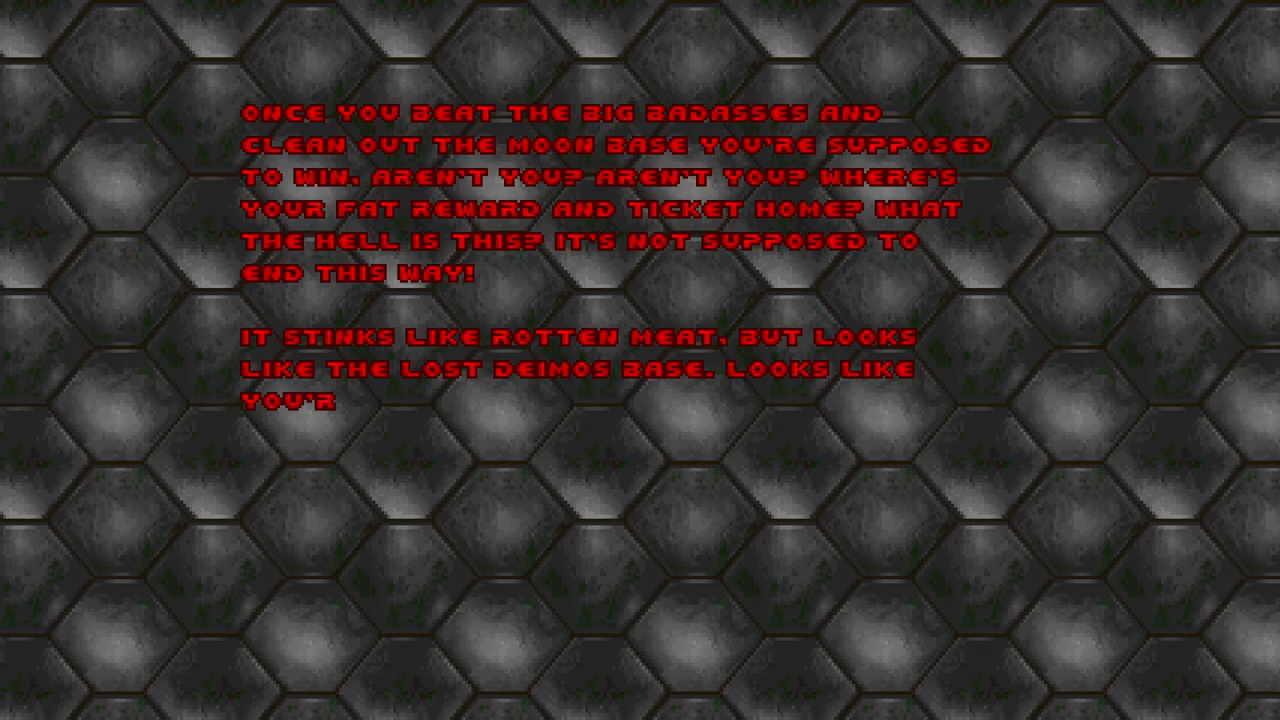 ONCE YOU BEAT THE BIG BADASSES AND
CLEAN OUT THE MOON BASE YOU'RE SUPPOSED
TO WIN, AREN'T YOU? AREN'T YOU? WHERE'S
YOUR FAT REWARD AND TICKET HOME? WHAT
THE HELL IS THIS? IT'S NOT SUPPOSED TO
END THIS WAY!
IT STINKS LIKE ROTTEN MEAT, BUT LOOKS
LIKE THE LOST DEIMOS BASE. LOOKS LIKE
YOU'R